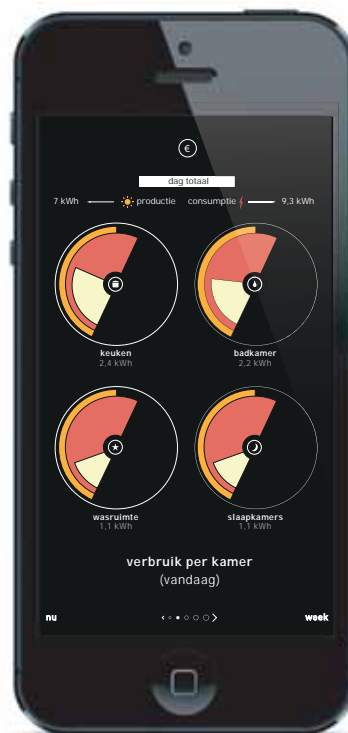 €
dag totaal
7 kWh productie consumptie 9,3 kWh
keuken
2,4 kWh
badkamer
2,2 kWh
wasruimte
1,1 kWh
slaapkamers
1,1 kWh
verbruik per kamer
(vandaag)
nu week